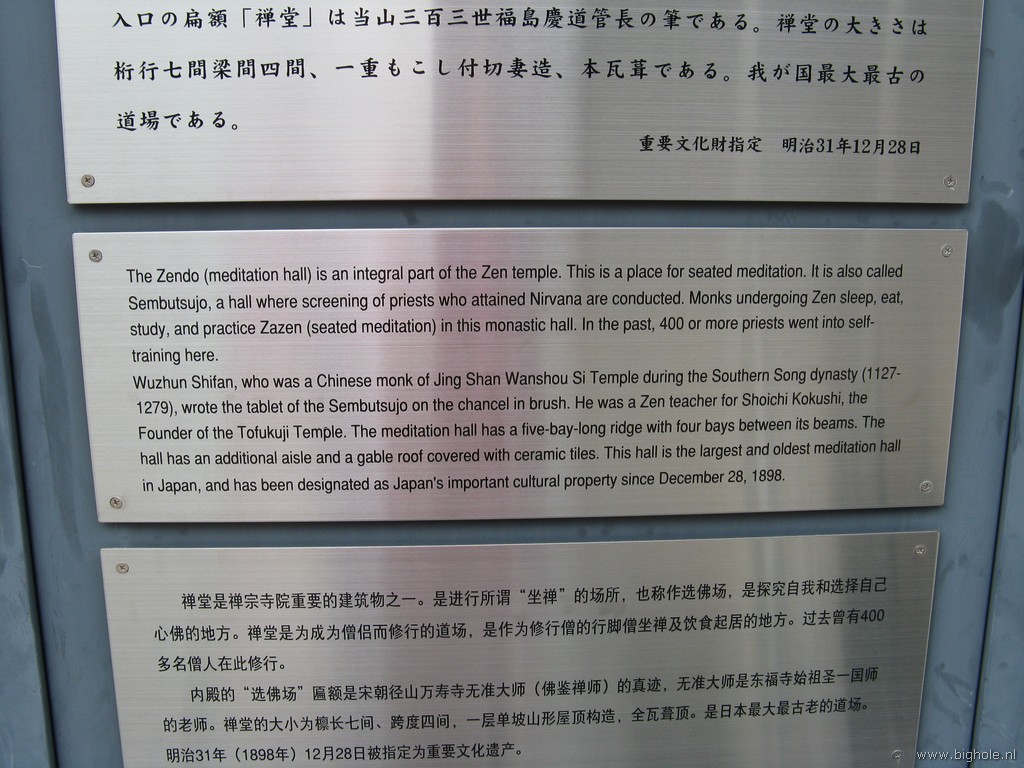 入口の扁額「禅堂」は当山三百三世福島慶道管長の筆である。禅堂の大きさは
桁行七間梁間四間、一重もこし付切妻造、本瓦葺である。我が国最大最古の
道場である。
重要文化財指定　明治31年12月28日
The Zendo (meditation hall) is an integral part of the Zen temple. This is a place for seated meditation. It is also called
Sembutsujo, a hall where screening of priests who attained Nirvana are conducted. Monks undergoing Zen sleep, eat,
study, and practice Zazen (seated meditation) in this monastic hall. In the past, 400 or more priests went into self-
training here.
Wuzhun Shifan, who was a Chinese monk of Jing Shan Wanshou Si Temple during the Southern Song dynasty (1127-
1279), wrote the tablet of the Sembutsujo on the chancel in brush. He was a Zen teacher for Shoichi Kokushi, the
Founder of the Tofukuji Temple. The meditation hall has a five-bay-long ridge with four bays between its beams. The
hall has an additional aisle and a gable roof covered with ceramic tiles. This hall is the largest and oldest meditation hall
in Japan, and has been designated as Japan's important cultural property since December 28, 1898.
禅堂是禅宗寺院重要的建筑物之一。是进行所谓“坐禅”的场所，也称作选佛场，是探究自我和选择自己
心佛的地方。禅堂是为成为僧侣而修行的道场，是作为修行僧的行脚僧坐禅及饮食起居的地方。过去曾有400
多名僧人在此修行。
内殿的“选佛场”匾额是宋朝径山万寿寺无准大师（佛鉴禅师）的真迹，无准大师是东福寺始祖圣一国师
的老师。禅堂的大小为檩长七间、跨度四间，一层单坡山形屋顶构造，全瓦葺顶。是日本最大最古老的道场。
明治31年（1898年）12月28日被指定为重要文化遗产。
www.bighole.nl